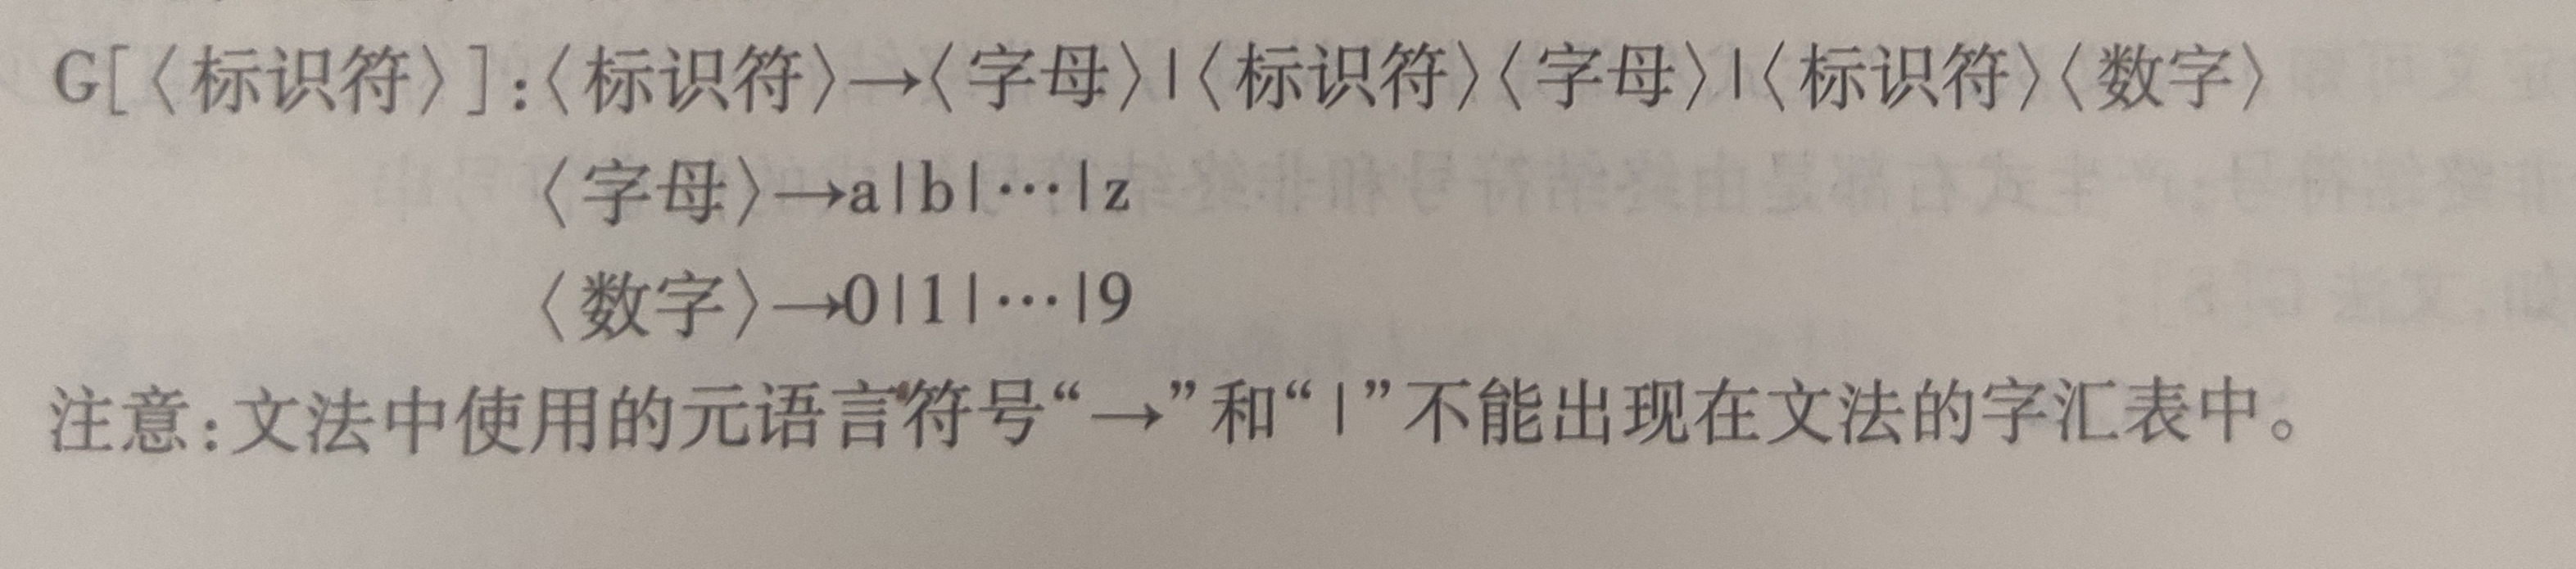 G[〈标识符〉]:〈标识符〉→〈字母〉|〈标识符〉〈字母〉|〈标识符〉〈数字〉
〈字母〉→a|b|…|z
〈数字〉→0|1|…|9
注意:文法中使用的元语言符号“→”和“|”不能出现在文法的字汇表中。